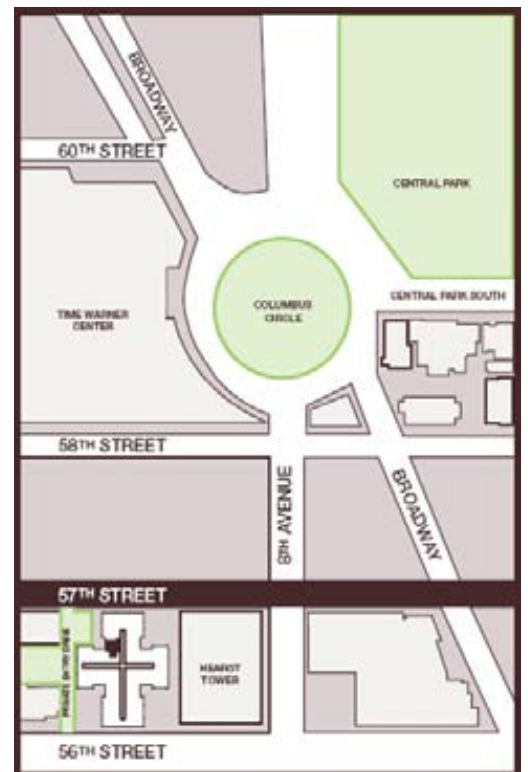 BROADWAY
60TH STREET
CENTRAL PARK
COLUMBUS
CIRCLE
CENTRAL PARK SOUTH
TIME WARNER
CENTER
58TH STREET
8TH AVENUE
BROADWAY
57TH STREET
HEARST
TOWER
56TH STREET